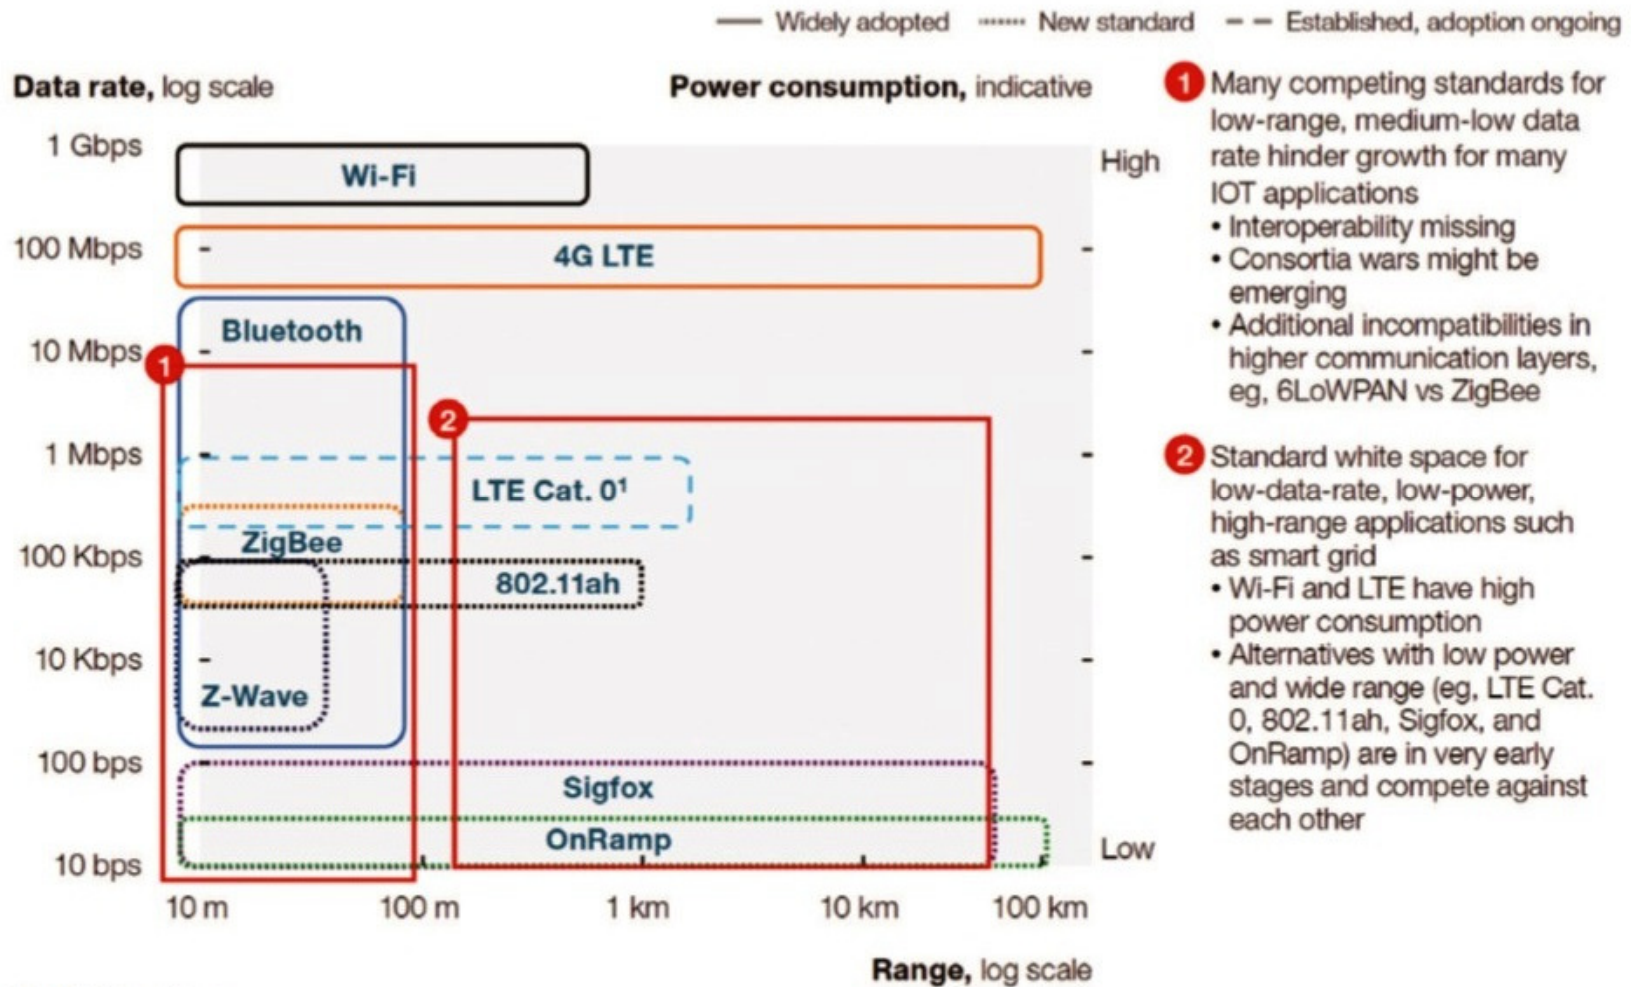 Widely adopted New standard Established, adoption ongoing
Data rate, log scale
Power consumption, indicative
1 Gbps
100 Mbps
10 Mbps
1 Mbps
100 Kbps
10 Kbps
100 bps
10 bps
High
Low
Wi-Fi
4G LTE
Bluetooth
1
2
LTE Cat. 0¹
ZigBee
802.11ah
Z-Wave
Sigfox
OnRamp
10 m 100 m 1 km 10 km 100 km
Range, log scale
1 Many competing standards for
low-range, medium-low data
rate hinder growth for many
IOT applications
• Interoperability missing
• Consortia wars might be
emerging
• Additional incompatibilities in
higher communication layers,
eg, 6LoWPAN vs ZigBee
2 Standard white space for
low-data-rate, low-power,
high-range applications such
as smart grid
• Wi-Fi and LTE have high
power consumption
• Alternatives with low power
and wide range (eg, LTE Cat.
0, 802.11ah, Sigfox, and
OnRamp) are in very early
stages and compete against
each other